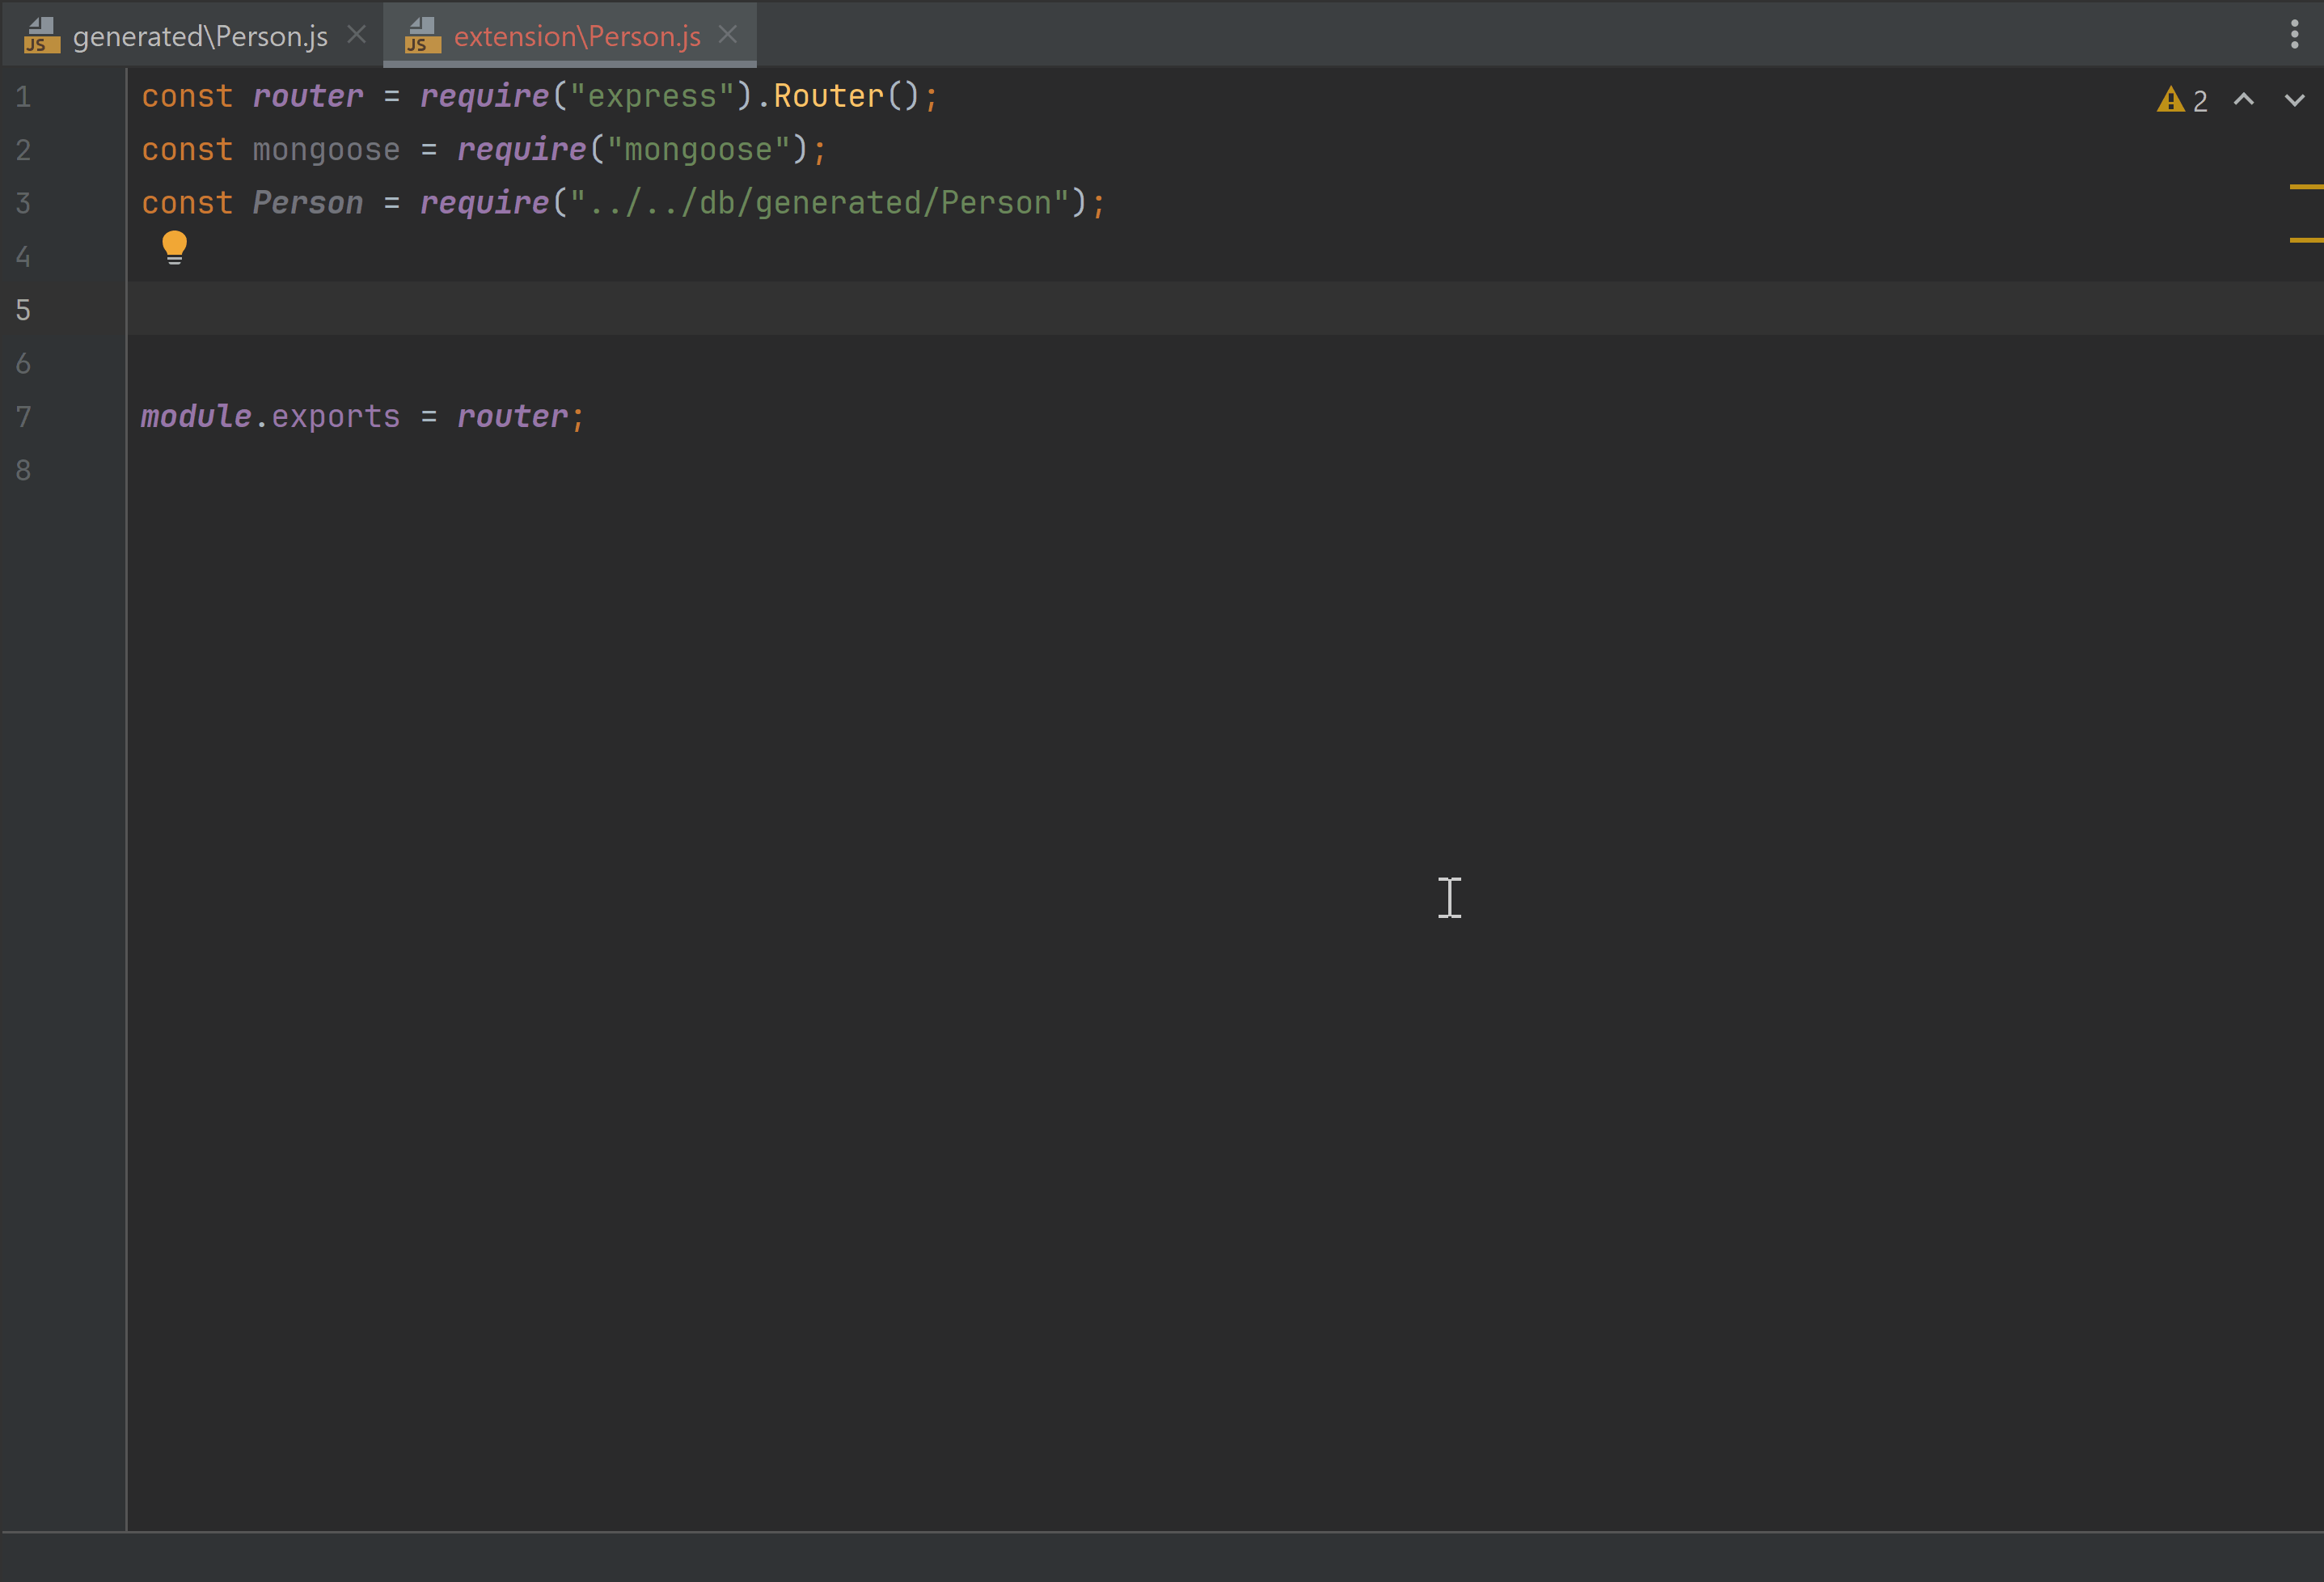 JS generated\Person.js JS extension\Person.js
1 const router = require("express").Router(); 2
2 const mongoose = require("mongoose");
3 const Person = require("../../db/generated/Person");
4
5
6
7 module.exports = router;
8